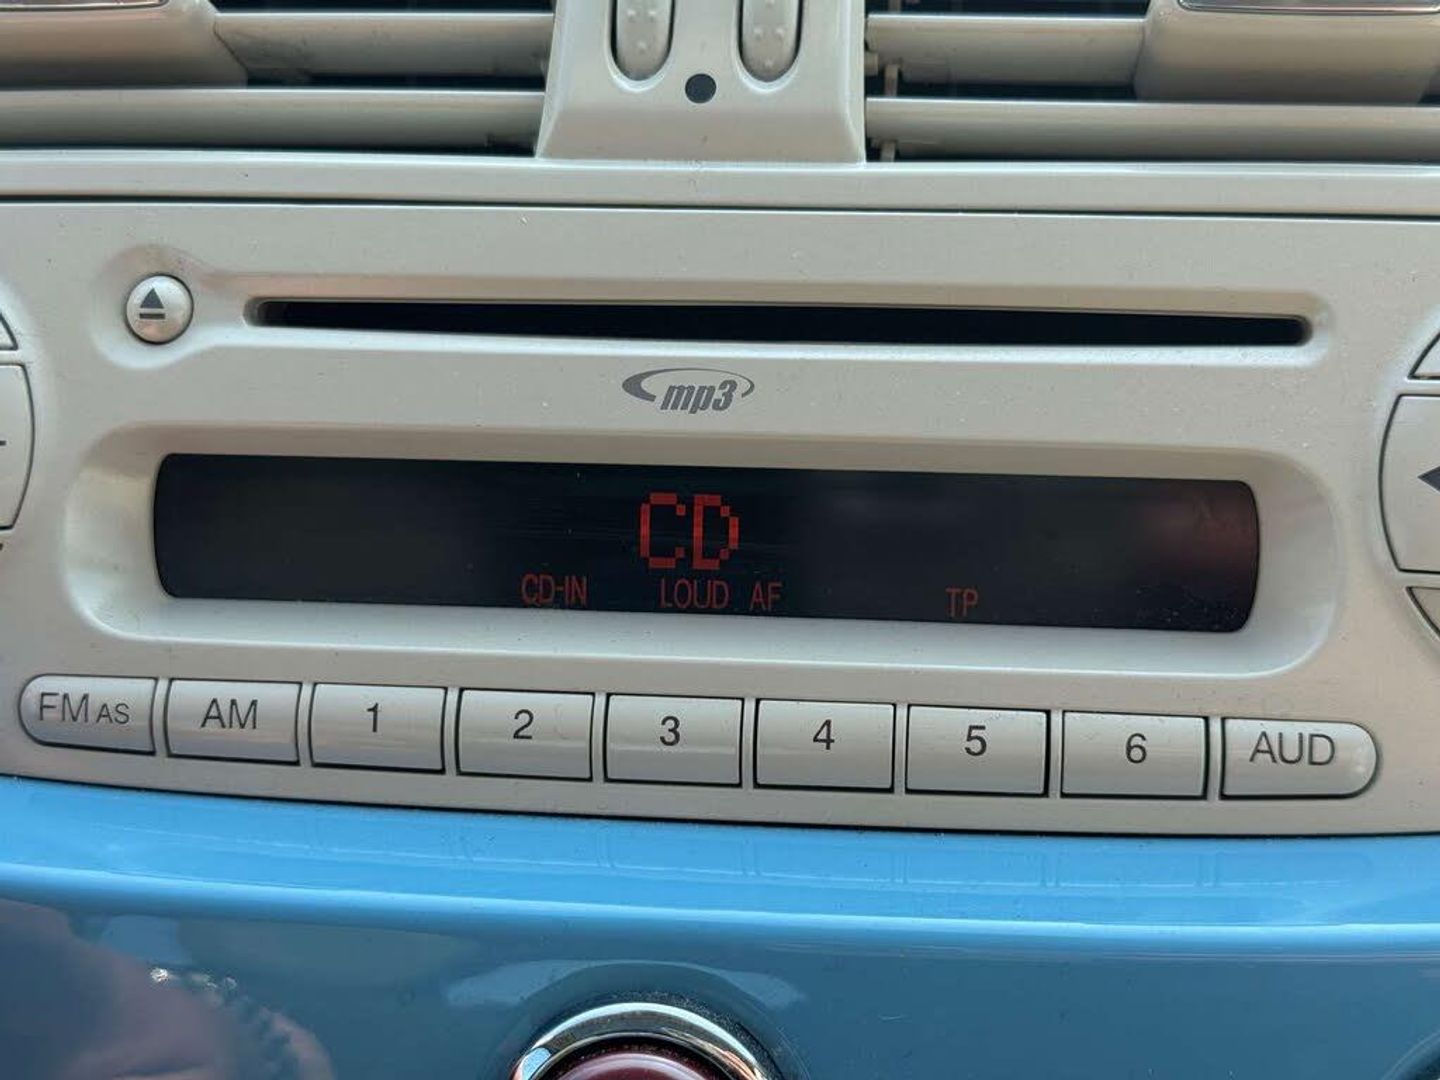 mp3
CD
CD-IN LOUD AF TP
FM AS AM 1 2 3 4 5 6 AUD